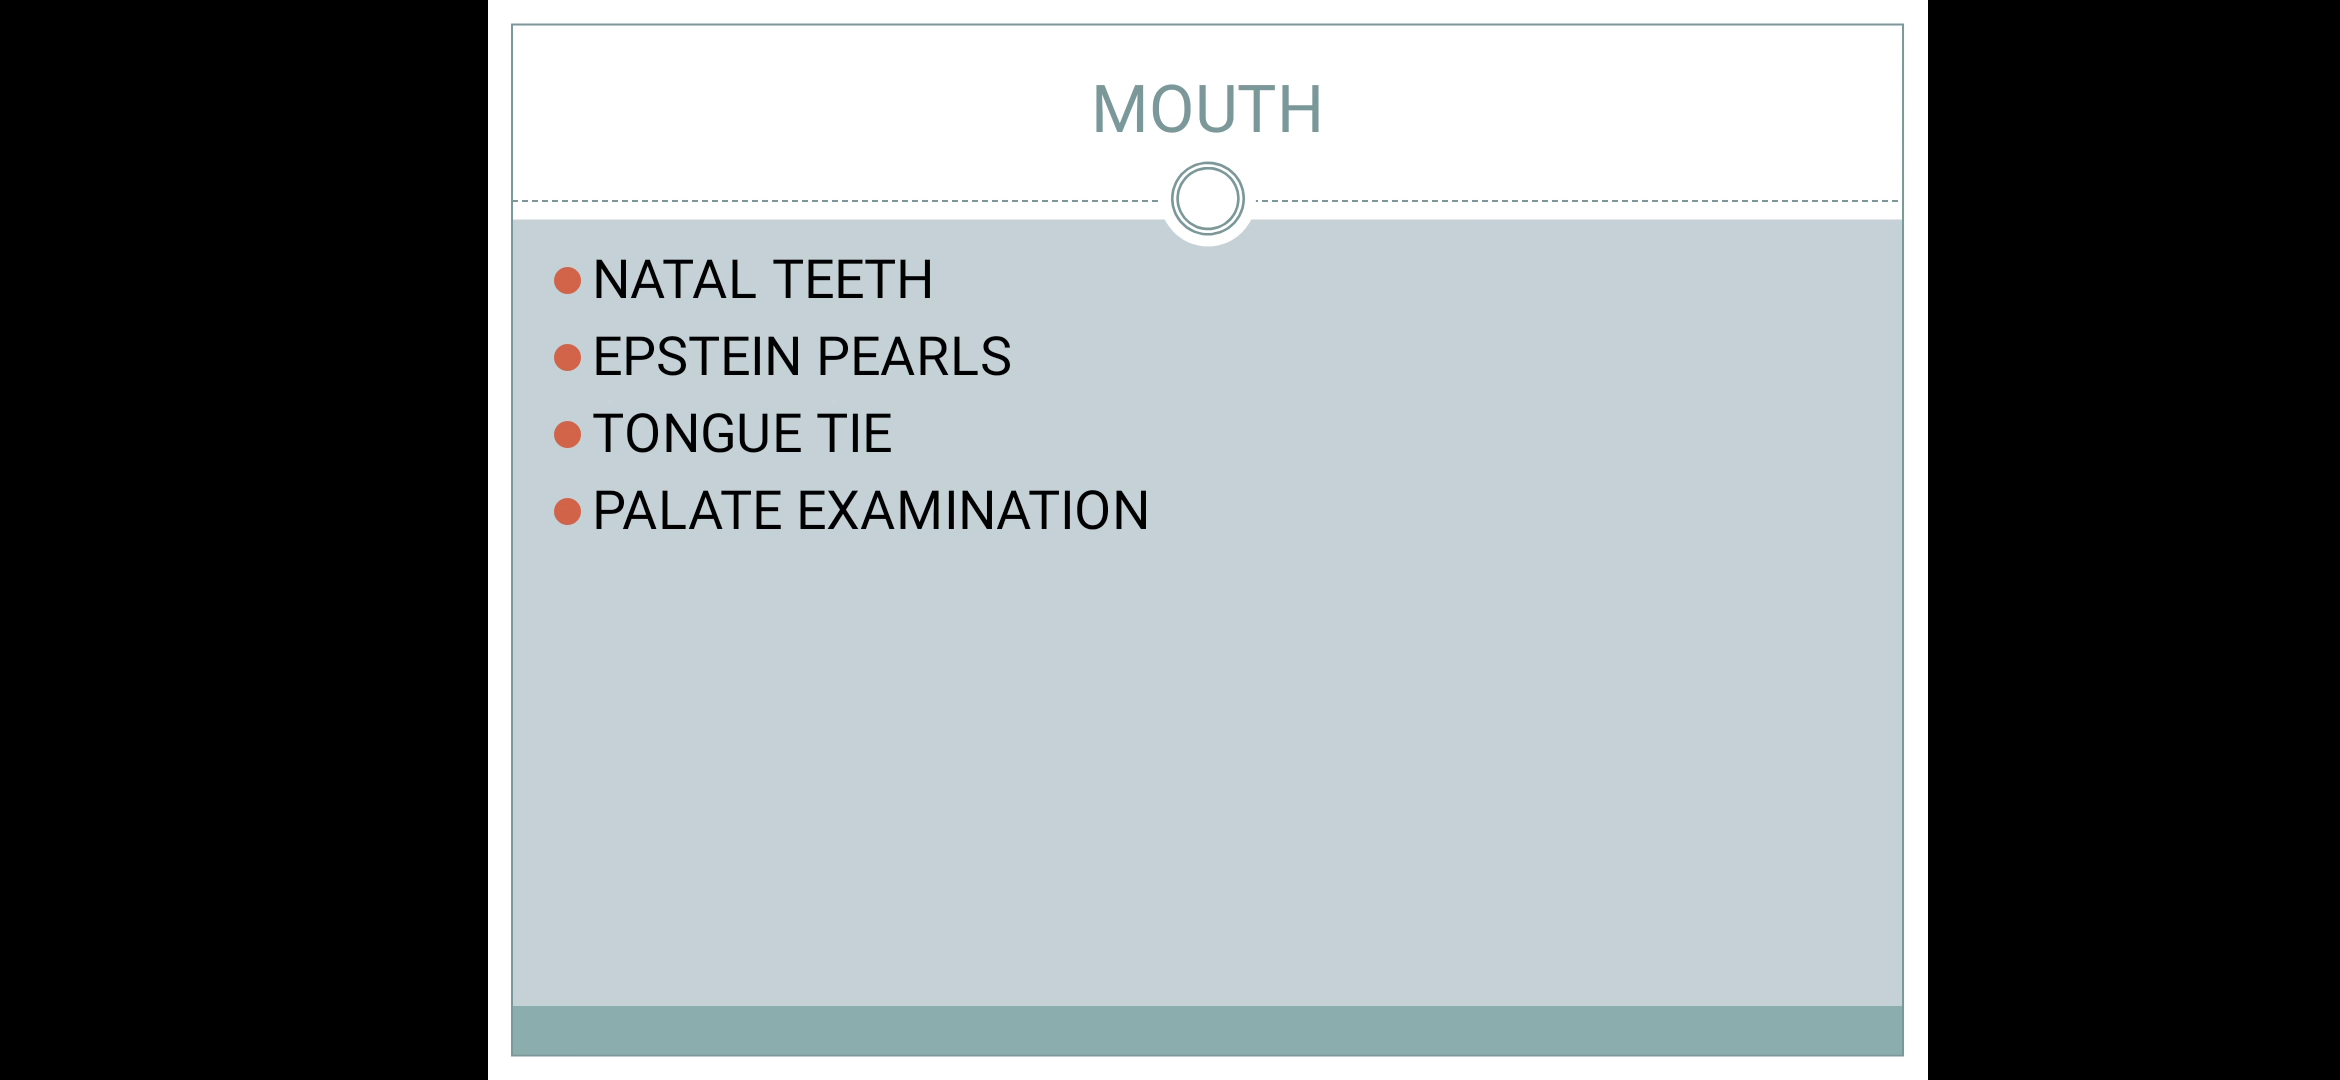 MOUTH
NATAL TEETH
EPSTEIN PEARLS
TONGUE TIE
PALATE EXAMINATION